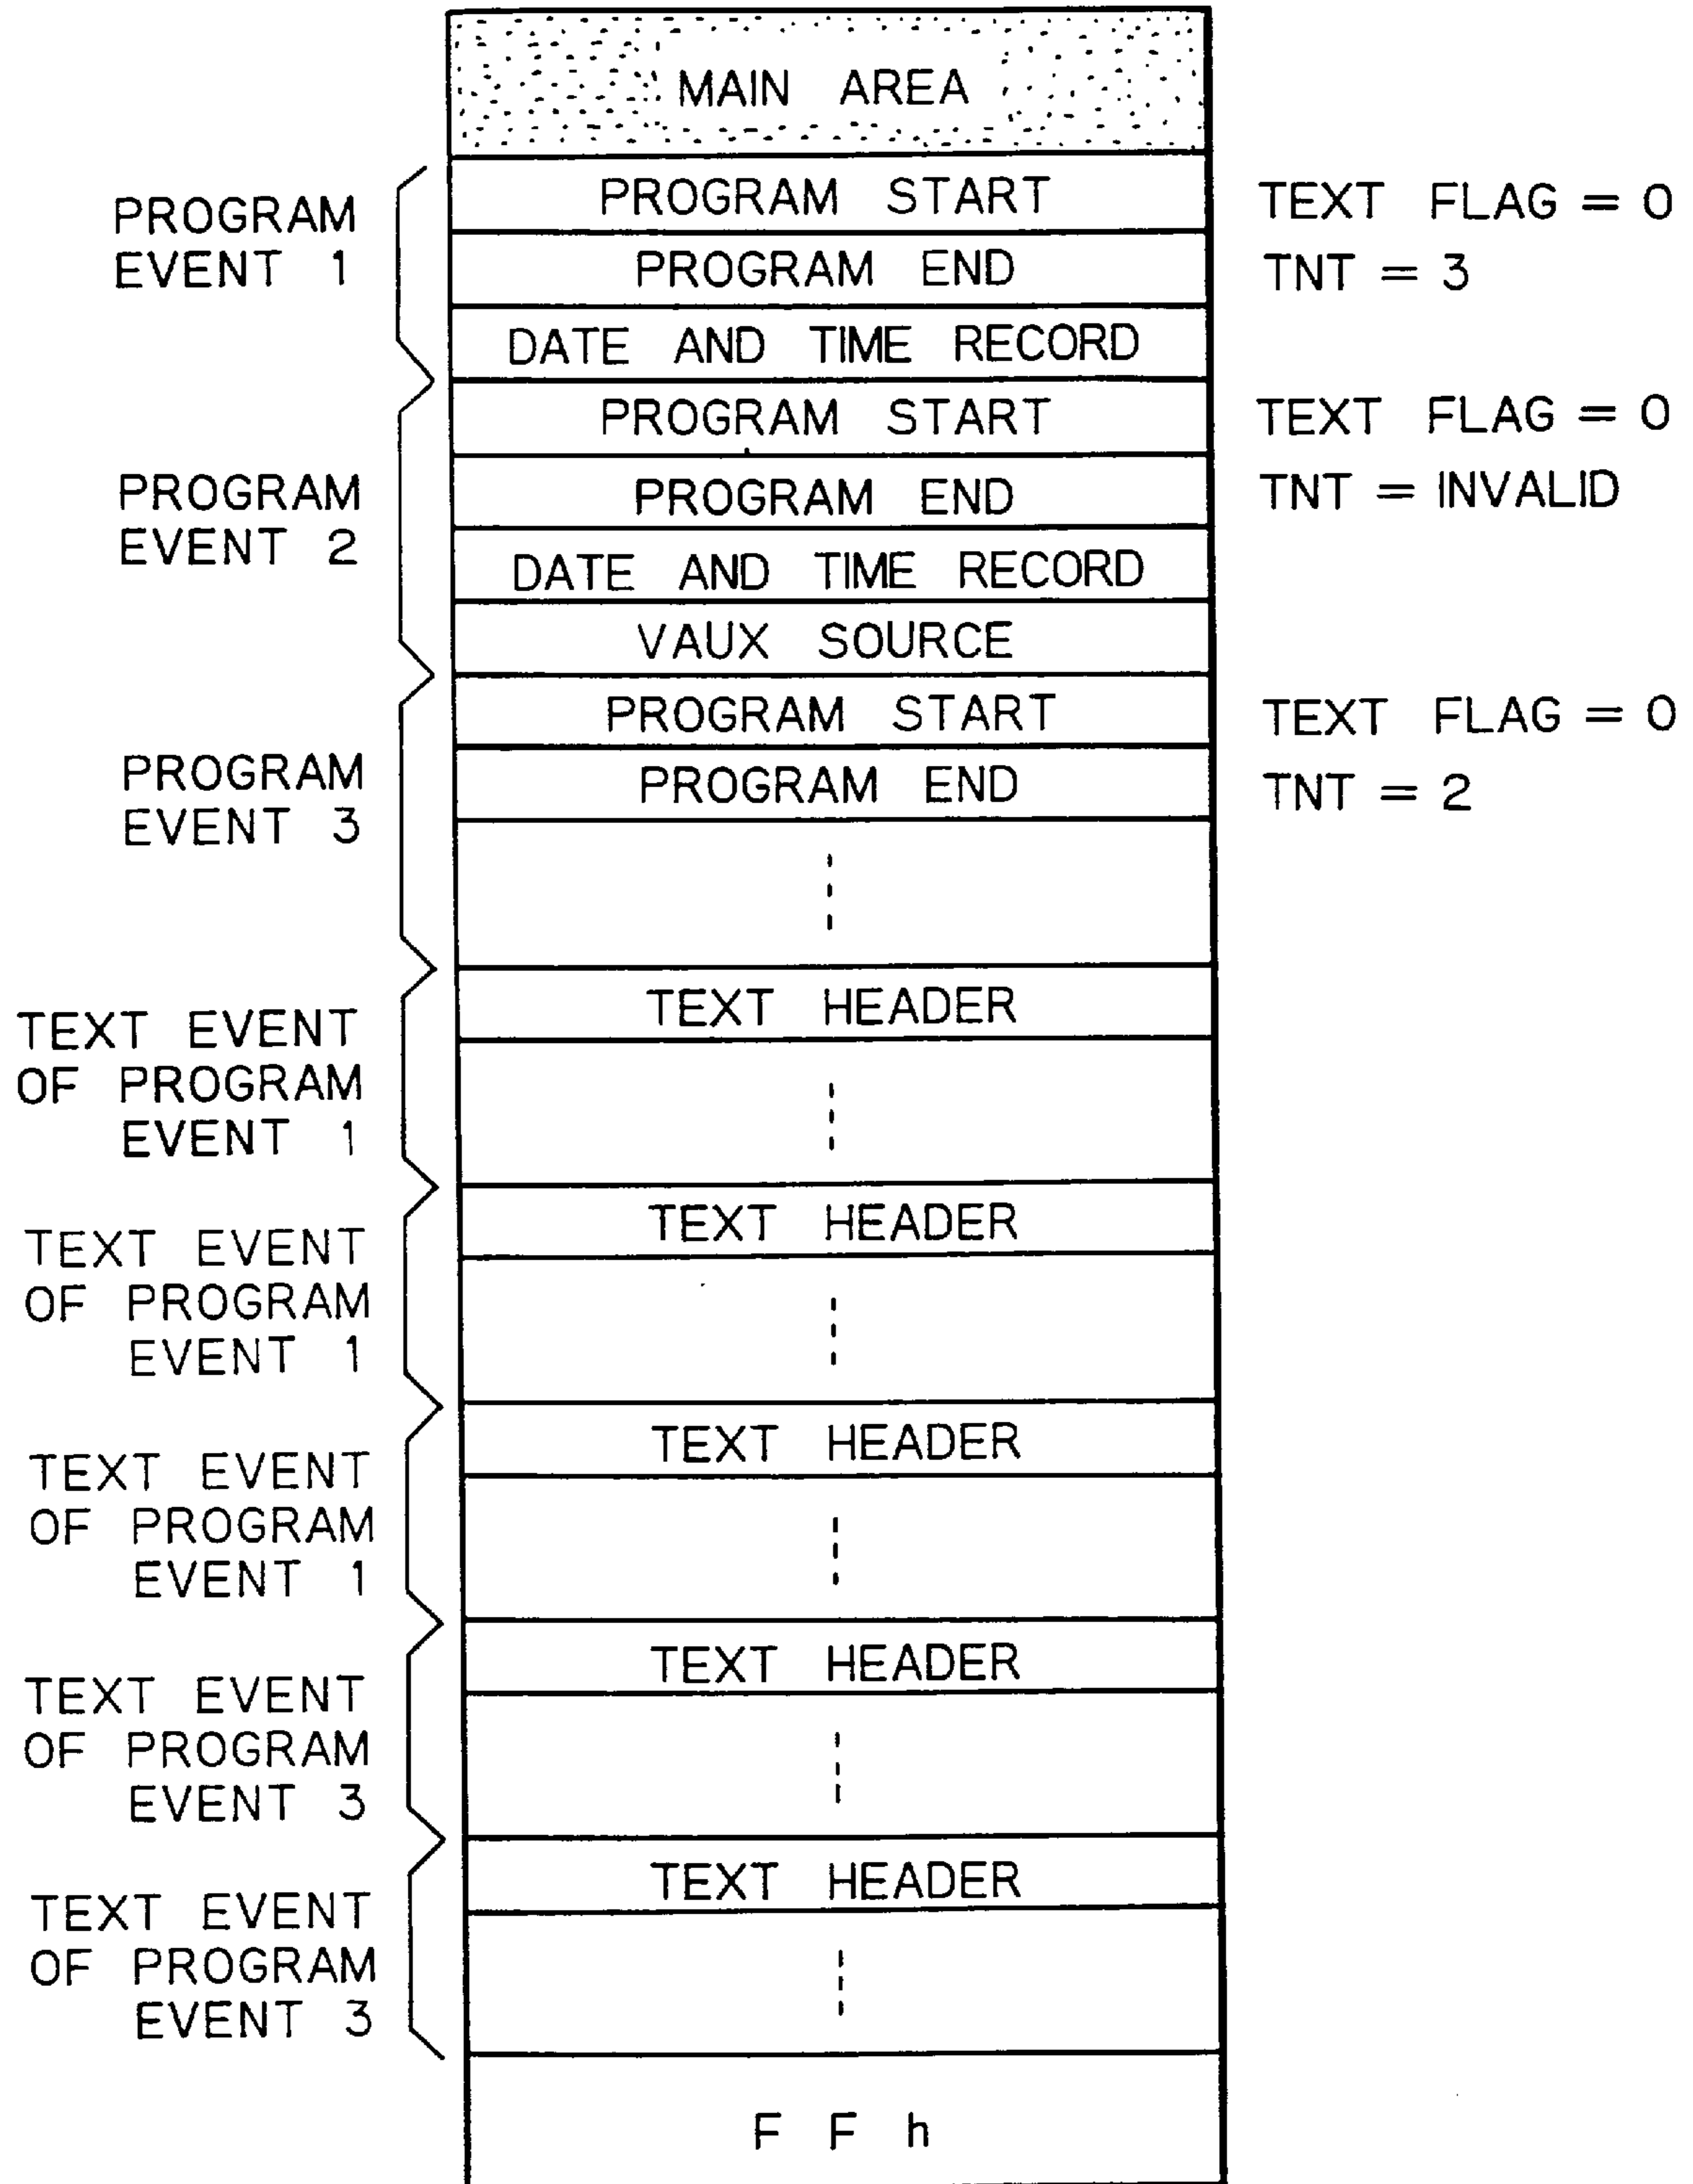 MAIN AREA
PROGRAM EVENT 1
PROGRAM START
TEXT FLAG = 0
PROGRAM END
TNT = 3
DATE AND TIME RECORD
PROGRAM EVENT 2
PROGRAM START
TEXT FLAG = 0
PROGRAM END
TNT = INVALID
DATE AND TIME RECORD
VAUX SOURCE
PROGRAM EVENT 3
PROGRAM START
TEXT FLAG = 0
PROGRAM END
TNT = 2
TEXT HEADER
TEXT EVENT
OF PROGRAM
EVENT 1
TEXT HEADER
TEXT EVENT
OF PROGRAM
EVENT 1
TEXT HEADER
TEXT EVENT
OF PROGRAM
EVENT 1
TEXT HEADER
TEXT EVENT
OF PROGRAM
EVENT 3
TEXT HEADER
TEXT EVENT
OF PROGRAM
EVENT 3
F F h